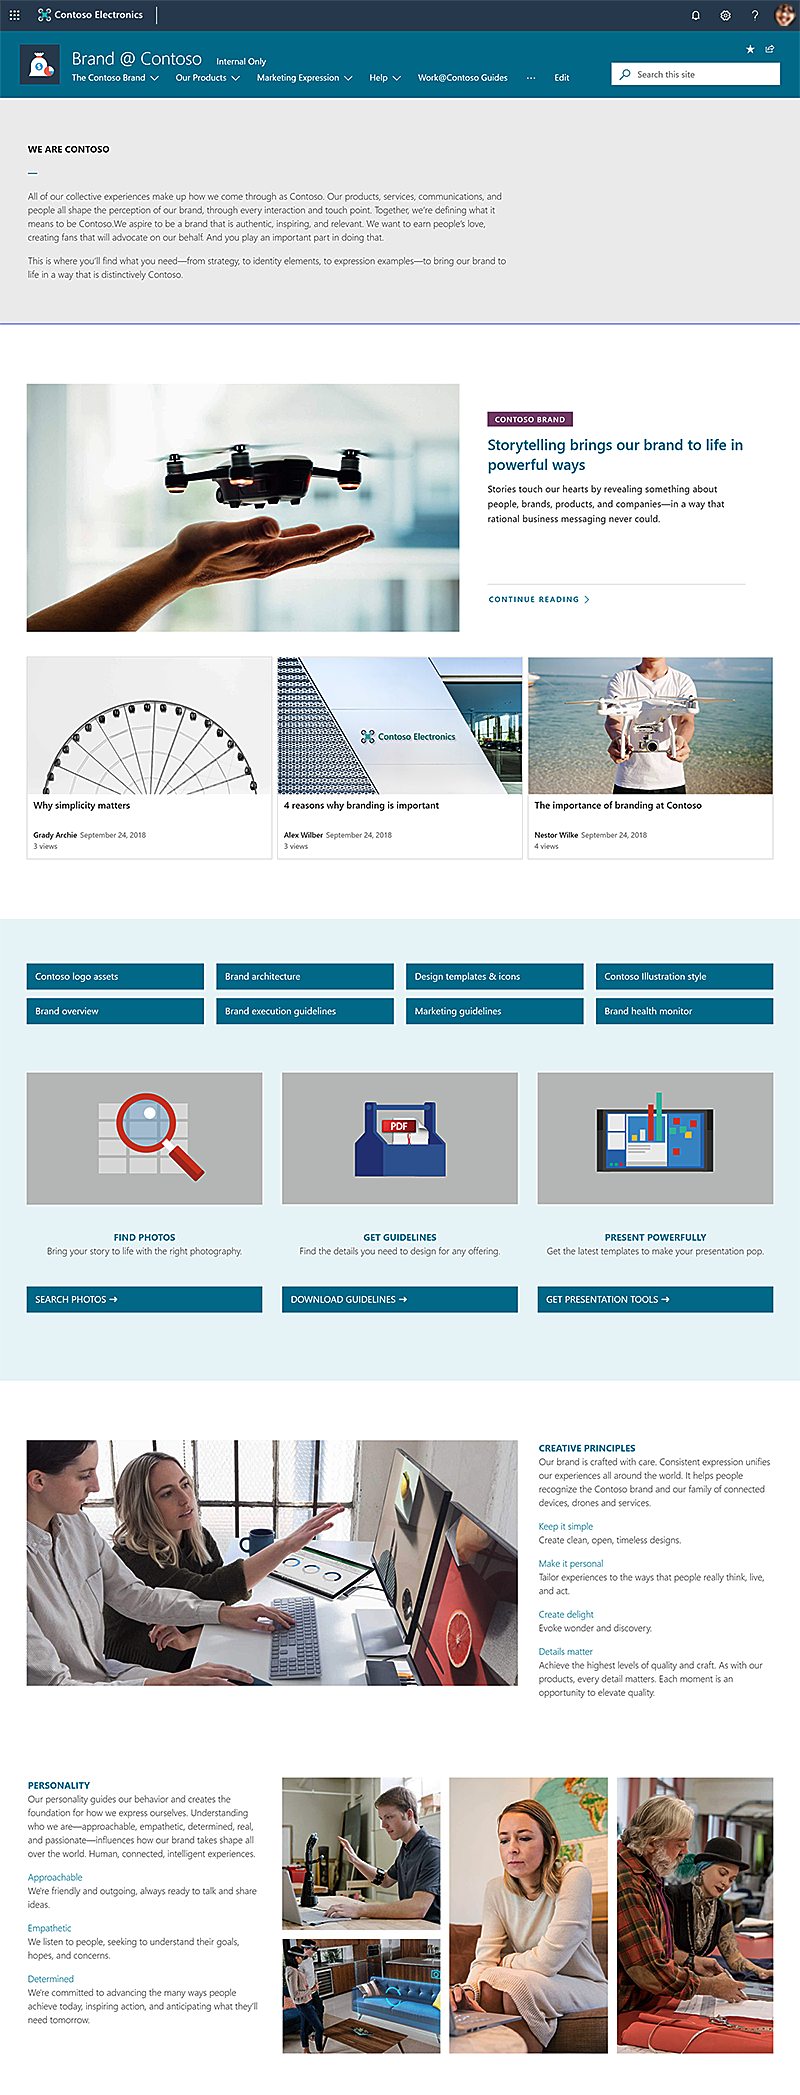 Contoso Electronics
?
Brand @ Contoso Internal Only
The Contoso Brand Our Products Marketing Expression Help Work@Contoso Guides ··· Edit
Search this site
WE ARE CONTOSO
—
All of our collective experiences make up how we come through as Contoso. Our products, services, communications, and
people all shape the perception of our brand, through every interaction and touch point. Together, we're defining what it
means to be Contoso.We aspire to be a brand that is authentic, inspiring, and relevant. We want to earn people's love,
creating fans that will advocate on our behalf. And you play an important part in doing that.
This is where you'll find what you need—from strategy, to identity elements, to expression examples—to bring our brand to
life in a way that is distinctively Contoso.
CONTOSO BRAND
Storytelling brings our brand to life in
powerful ways
Stories touch our hearts by revealing something about
people, brands, products, and companies—in a way that
rational business messaging never could.
CONTINUE READING
Contoso Electronics
Why simplicity matters
Grady Archie September 24, 2018
3 views
4 reasons why branding is important
Alex Wilber September 24, 2018
3 views
The importance of branding at Contoso
Nestor Wilke September 24, 2018
4 views
Contoso logo assets
Brand architecture
Design templates & icons
Contoso Illustration style
Brand overview
Brand execution guidelines
Marketing guidelines
Brand health monitor
PDF
FIND PHOTOS
Bring your story to life with the right photography.
SEARCH PHOTOS →
GET GUIDELINES
Find the details you need to design for any offering.
DOWNLOAD GUIDELINES →
PRESENT POWERFULLY
Get the latest templates to make your presentation pop.
GET PRESENTATION TOOLS →
CREATIVE PRINCIPLES
Our brand is crafted with care. Consistent expression unifies
our experiences all around the world. It helps people
recognize the Contoso brand and our family of connected
devices, drones and services.
Keep it simple
Create clean, open, timeless designs.
Make it personal
Tailor experiences to the ways that people really think, live,
and act.
Create delight
Evoke wonder and discovery.
Details matter
Achieve the highest levels of quality and craft. As with our
products, every detail matters. Each moment is an
opportunity to elevate quality.
PERSONALITY
Our personality guides our behavior and creates the
foundation for how we express ourselves. Understanding
who we are—approachable, empathetic, determined, real,
and passionate—influences how our brand takes shape all
over the world. Human, connected, intelligent experiences.
Approachable
We're friendly and outgoing, always ready to talk and share
ideas.
Empathetic
We listen to people, seeking to understand their goals,
hopes, and concerns.
Determined
We're committed to advancing the many ways people
achieve today, inspiring action, and anticipating what they'll
need tomorrow.